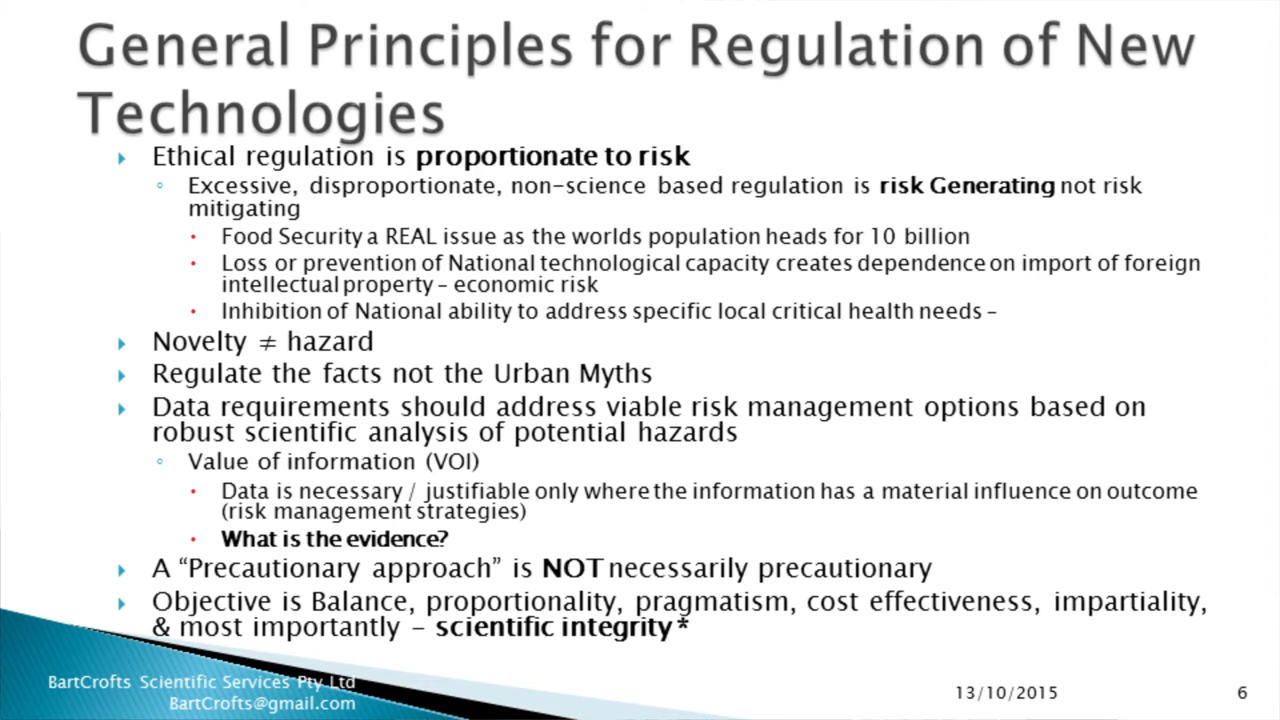 General Principles for Regulation of New
Technologies
Ethical regulation is proportionate to risk
Excessive, disproportionate, non-science based regulation is risk Generating not risk
mitigating
Food Security a REAL issue as the worlds population heads for 10 billion
Loss or prevention of National technological capacity creates dependence on import of foreign
intellectual property – economic risk
Inhibition of National ability to address specific local critical health needs –
Novelty ≠ hazard
Regulate the facts not the Urban Myths
Data requirements should address viable risk management options based on
robust scientific analysis of potential hazards
Value of information (VOI)
Data is necessary / justifiable only where the information has a material influence on outcome
(risk management strategies)
What is the evidence?
A “Precautionary approach” is NOT necessarily precautionary
Objective is Balance, proportionality, pragmatism, cost effectiveness, impartiality,
& most importantly – scientific integrity*
BartCrofts Scientific Services Pty Ltd
BartCrofts@gmail.com
13/10/2015
6